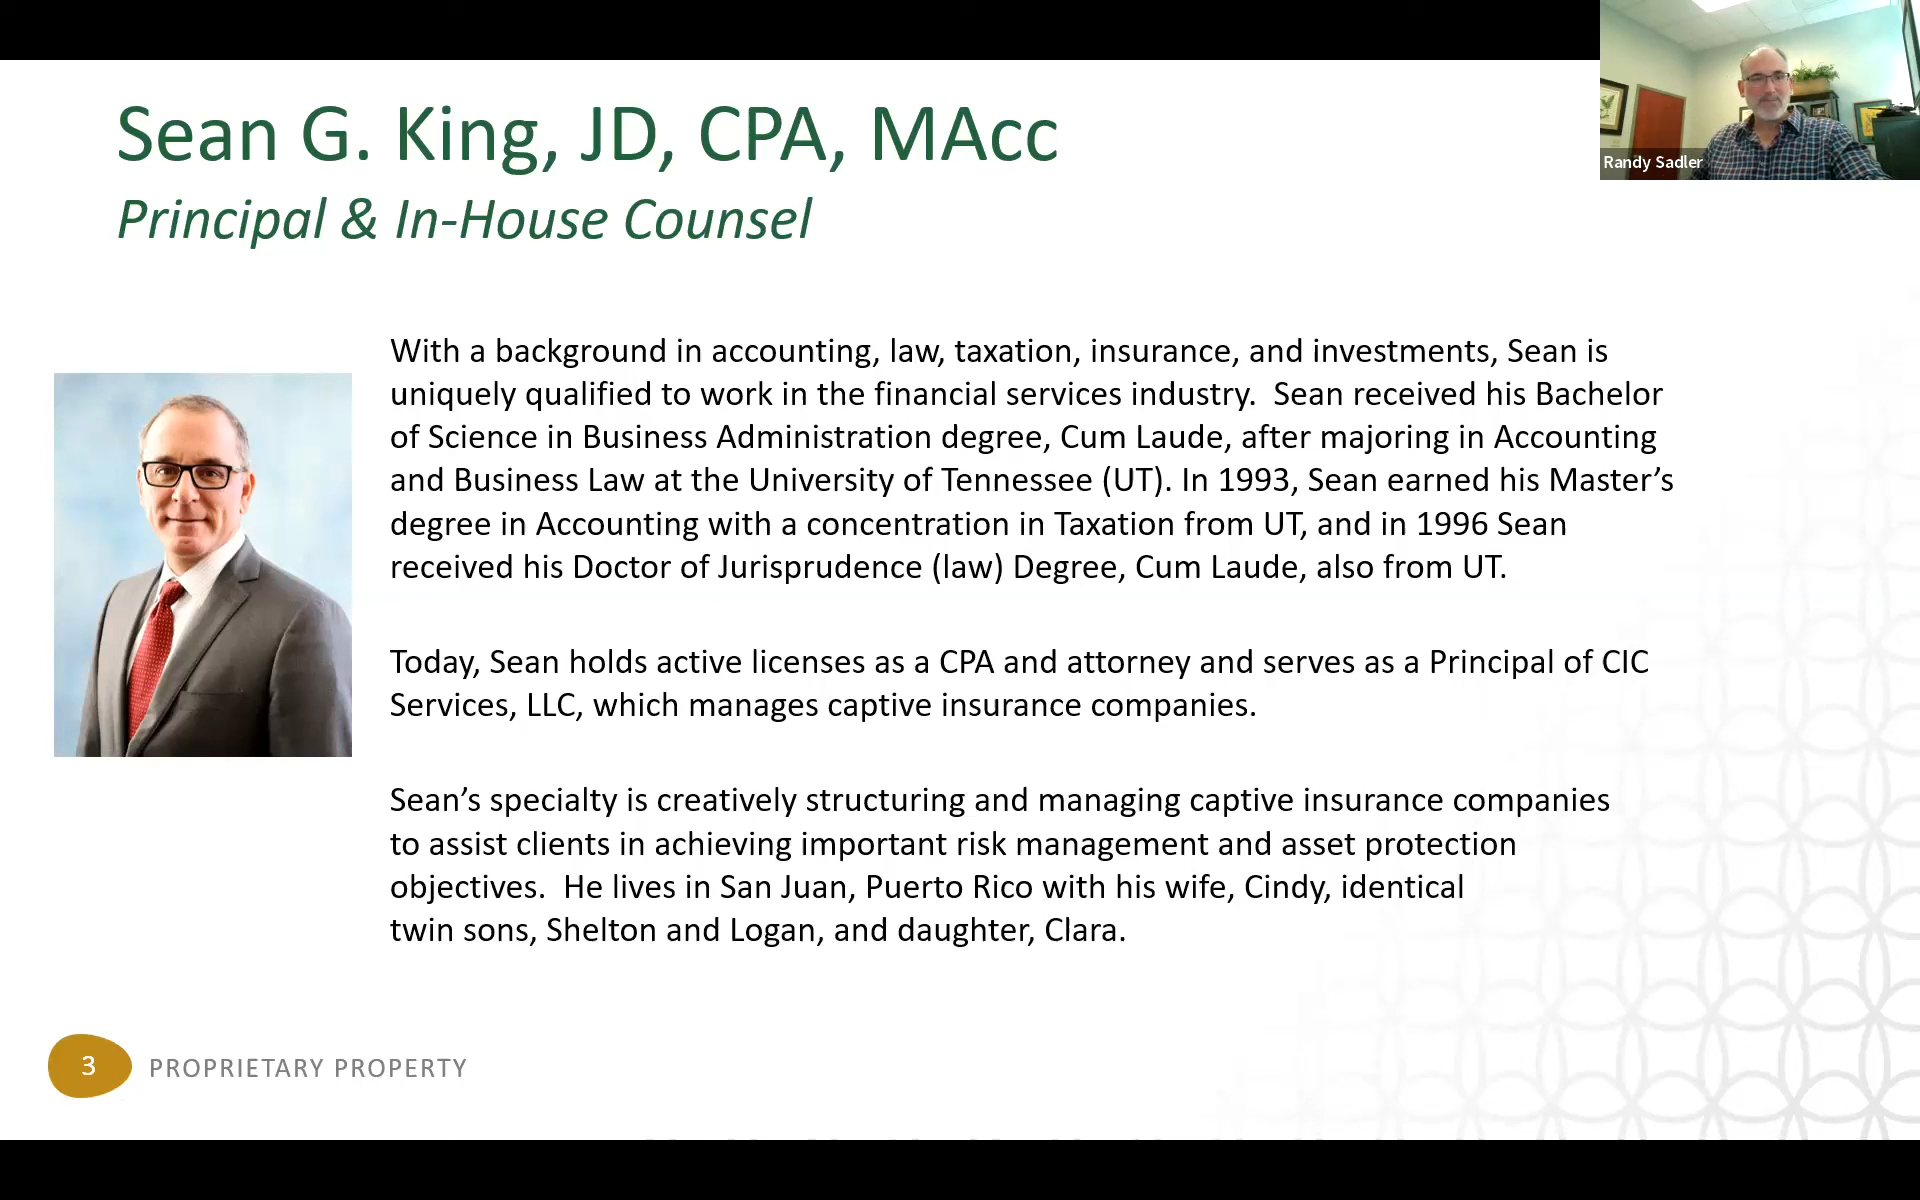 Sean G. King, JD, CPA, MAcc
Principal & In-House Counsel
Randy Sadler
With a background in accounting, law, taxation, insurance, and investments, Sean is
uniquely qualified to work in the financial services industry.  Sean received his Bachelor
of Science in Business Administration degree, Cum Laude, after majoring in Accounting
and Business Law at the University of Tennessee (UT). In 1993, Sean earned his Master’s
degree in Accounting with a concentration in Taxation from UT, and in 1996 Sean
received his Doctor of Jurisprudence (law) Degree, Cum Laude, also from UT.
Today, Sean holds active licenses as a CPA and attorney and serves as a Principal of CIC
Services, LLC, which manages captive insurance companies.
Sean’s specialty is creatively structuring and managing captive insurance companies
to assist clients in achieving important risk management and asset protection
objectives.  He lives in San Juan, Puerto Rico with his wife, Cindy, identical
twin sons, Shelton and Logan, and daughter, Clara.
3 PROPRIETARY PROPERTY